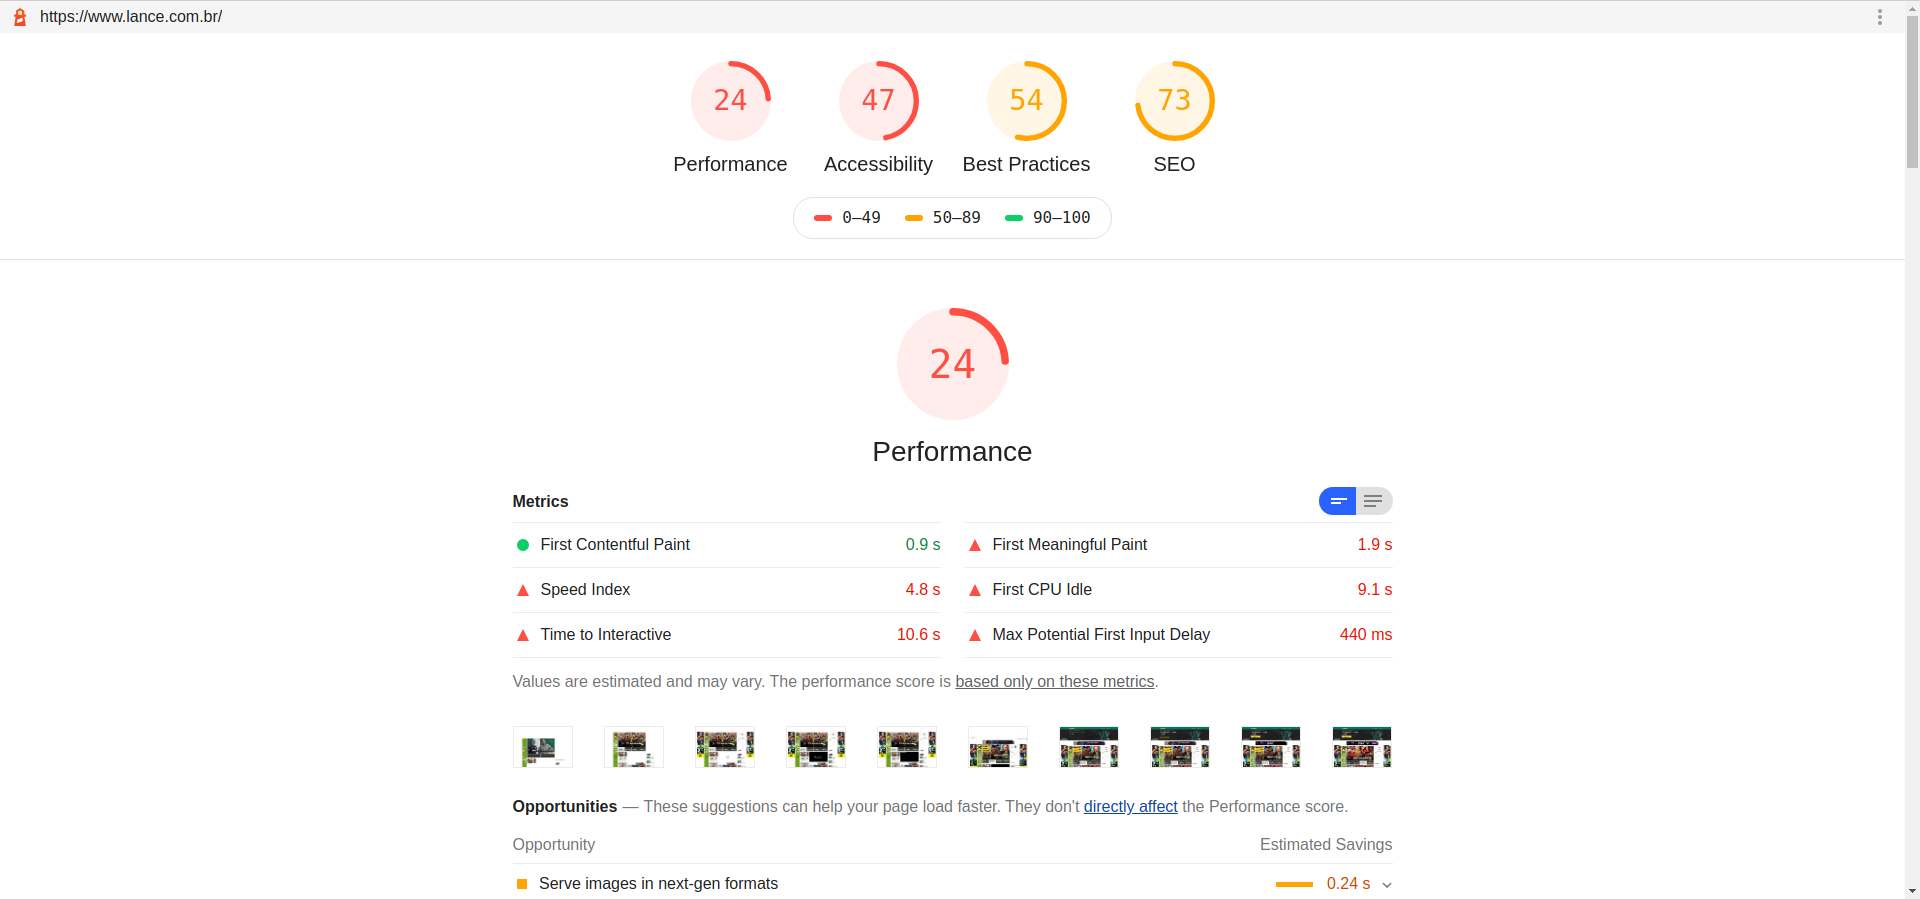 https://www.lance.com.br/
24 47 54 73
Performance Accessibility Best Practices SEO
0–49 50–89 90–100
24
Performance
Metrics
First Contentful Paint 0.9 s First Meaningful Paint 1.9 s
Speed Index 4.8 s First CPU Idle 9.1 s
Time to Interactive 10.6 s Max Potential First Input Delay 440 ms
Values are estimated and may vary. The performance score is based only on these metrics.
Opportunities — These suggestions can help your page load faster. They don't directly affect the Performance score.
Opportunity Estimated Savings
Serve images in next-gen formats 0.24 s